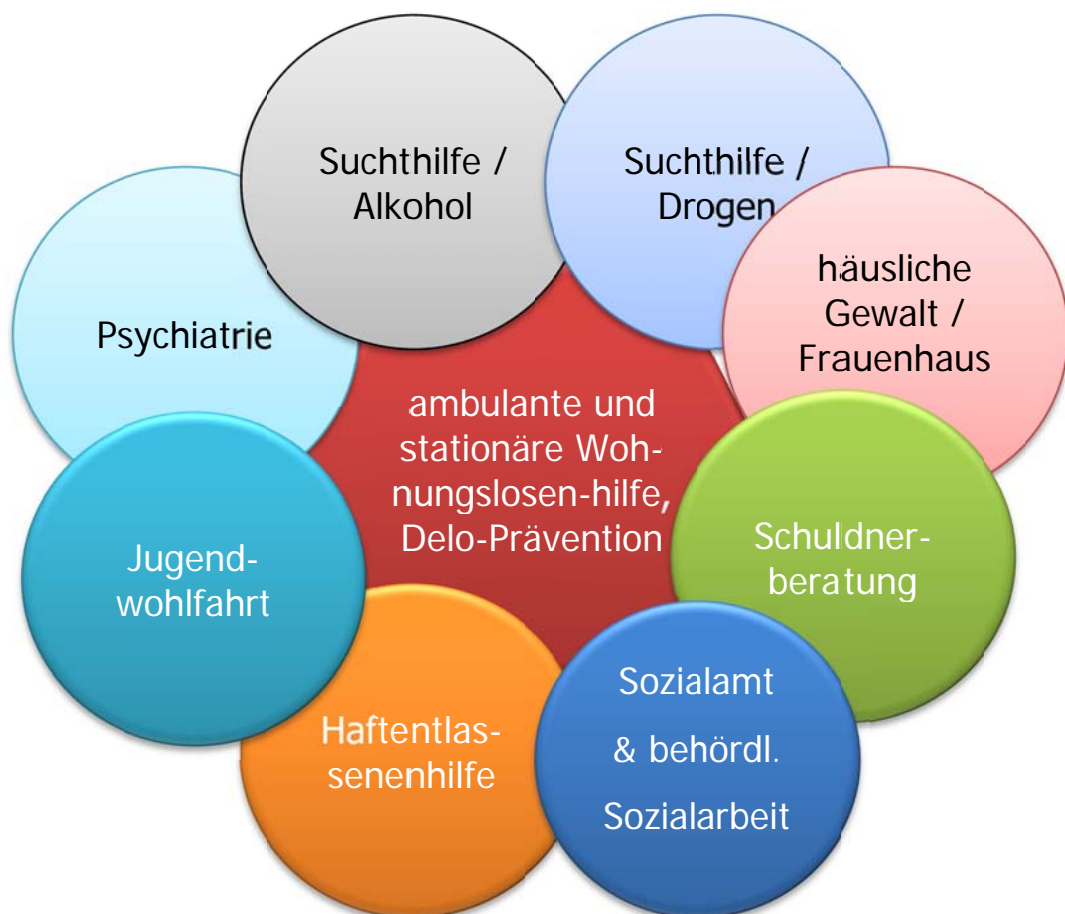 Suchthilfe /
Alkohol
Suchthilfe /
Drogen
häusliche
Gewalt /
Frauenhaus
Psychiatrie
ambulante und
stationäre Woh-
nungslosen-hilfe,
Delo-Prävention
Schuldner-
beratung
Jugend-
wohlfahrt
Sozialamt
& behördl.
Sozialarbeit
Haftentlas-
senenhilfe